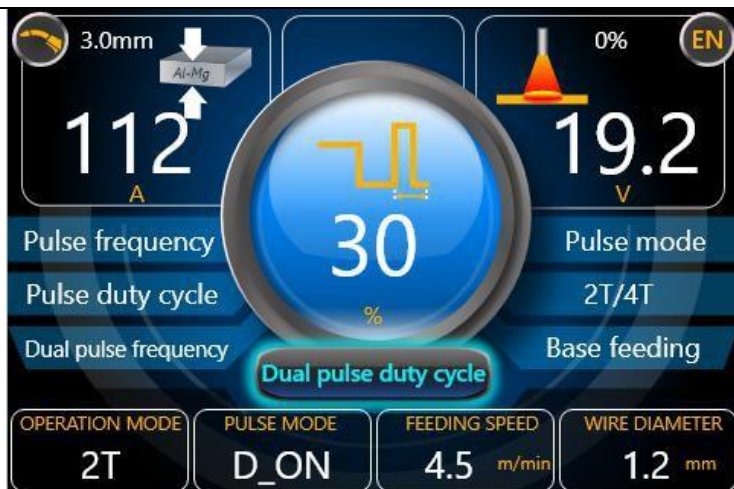 3.0mm
Al-Mg
112
A
0%
EN
19.2
V
30
%
Pulse frequency
Pulse duty cycle
Dual pulse frequency
Dual pulse duty cycle
Pulse mode
2T/4T
Base feeding
OPERATION MODE
2T
PULSE MODE
D_ON
FEEDING SPEED
4.5 m/min
WIRE DIAMETER
1.2 mm